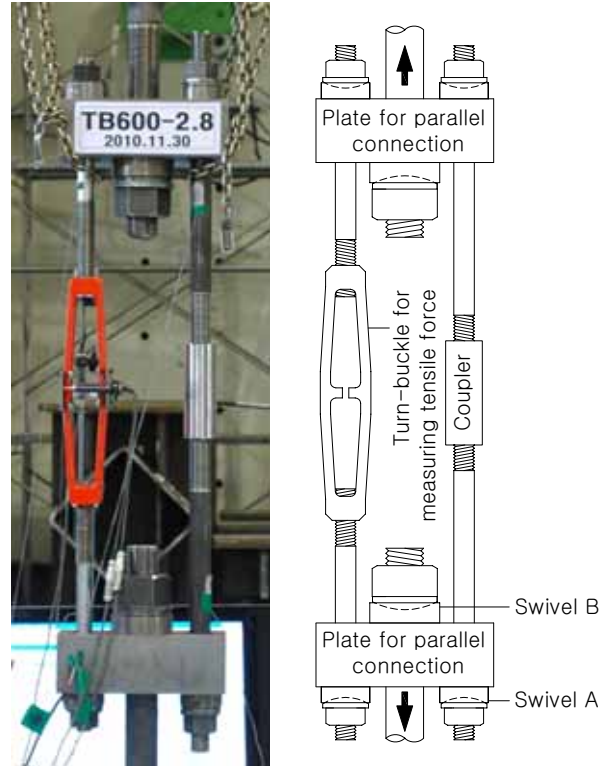 TB600-2.8
2010.11.30
Plate for parallel
connection
Turn-buckle for
measuring tensile force
Coupler
Swivel B
Plate for parallel
connection
Swivel A